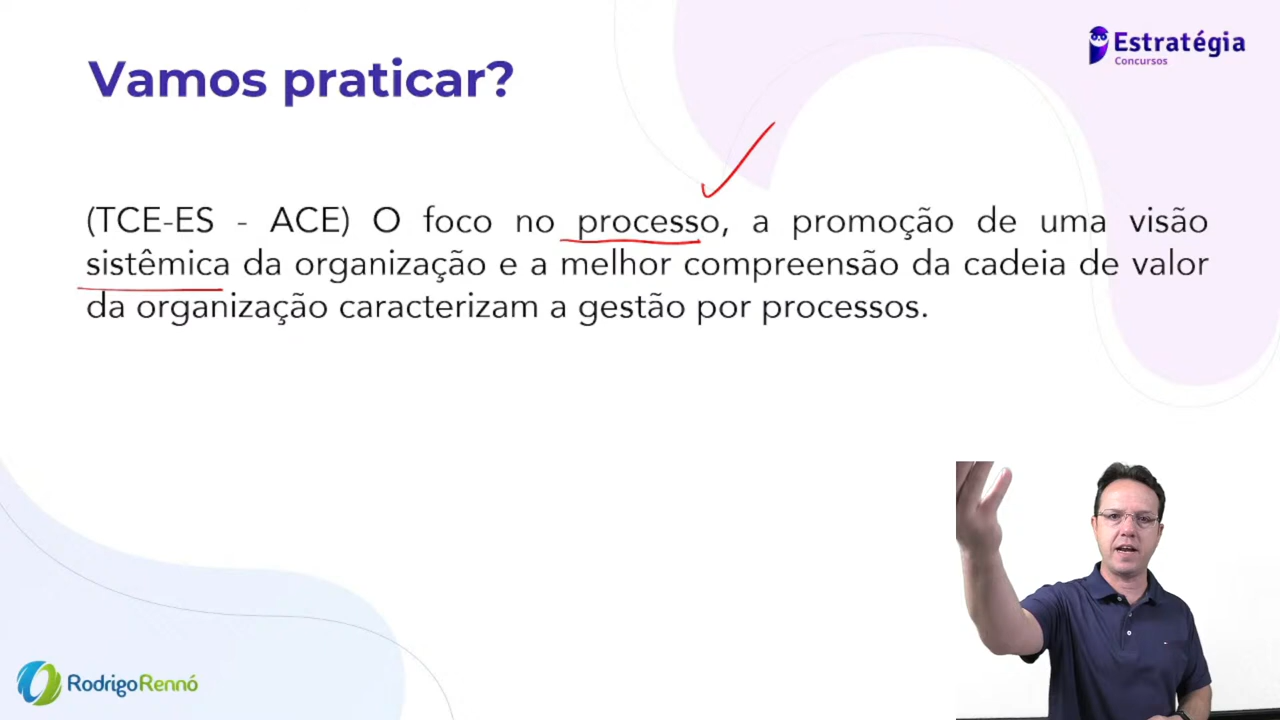 Estratégia
Concursos
Vamos praticar?
(TCE-ES - ACE) O foco no processo, a promoção de uma visão
sistêmica da organização e a melhor compreensão da cadeia de valor
da organização caracterizam a gestão por processos.
RodrigoRennó